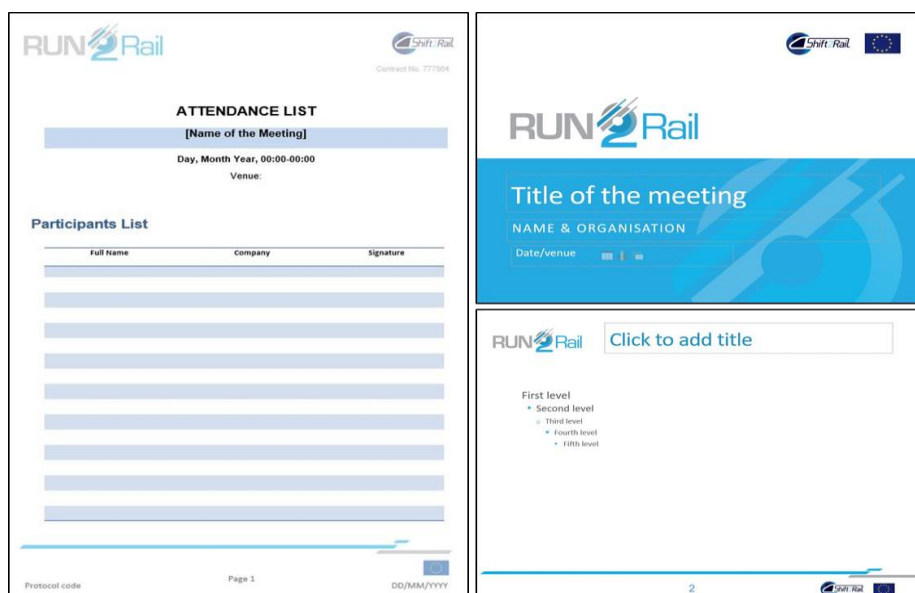 RUN2Rail
Shift2Rail
Contract No. 777564
ATTENDANCE LIST
[Name of the Meeting]
Day, Month Year, 00:00-00:00
Venue:
Participants List
Full Name Company Signature
Protocol code Page 1 DD/MM/YYYY
Shift2Rail
RUN2Rail
Title of the meeting
NAME & ORGANISATION
Date/venue
RUN2Rail Click to add title
First level
Second level
Third level
Fourth level
Fifth level
2
Shift2Rail